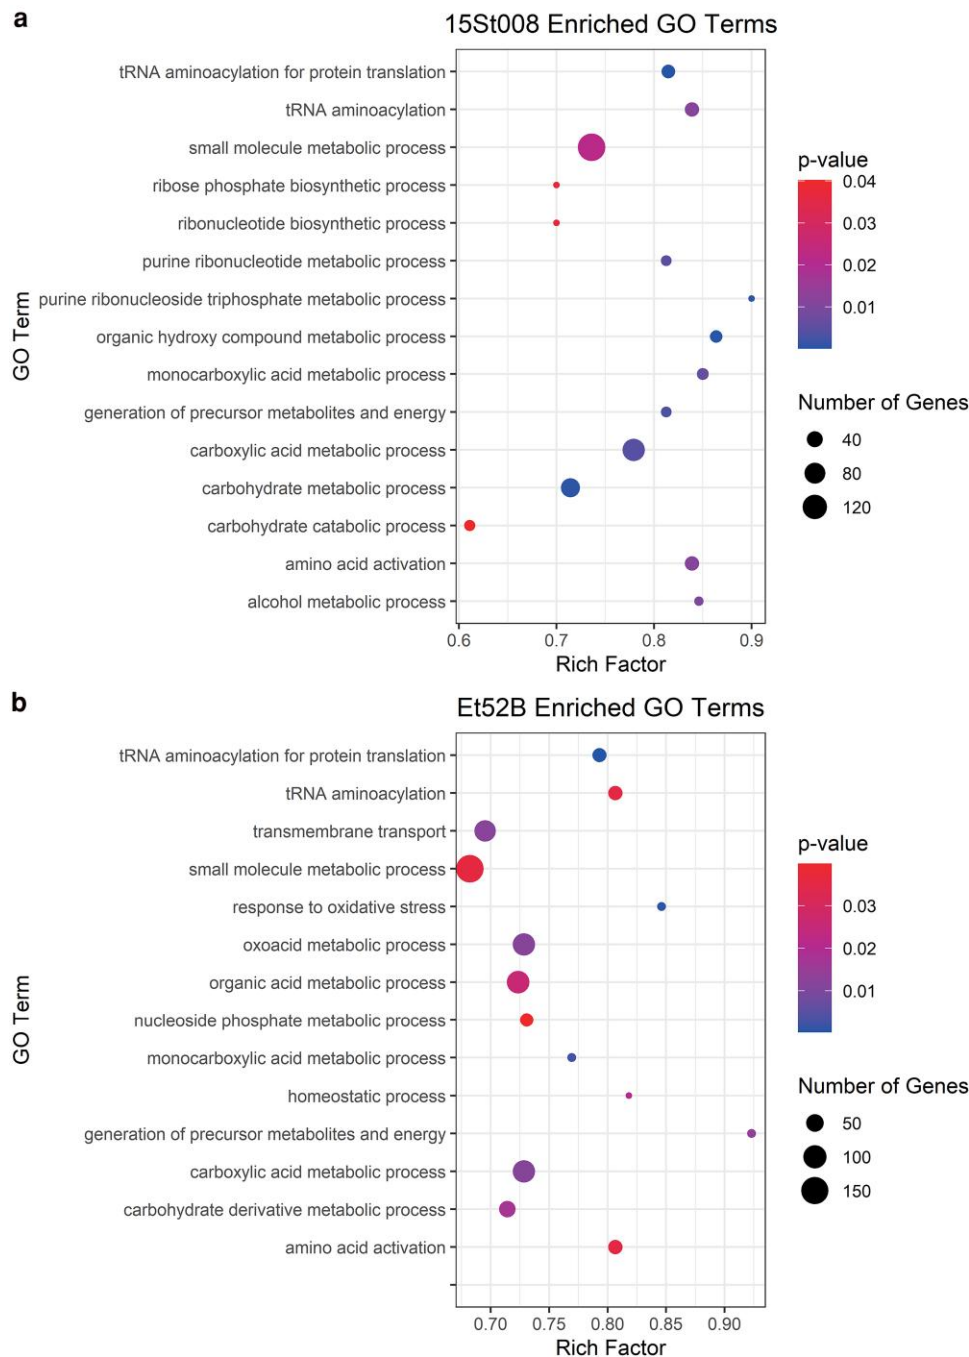 a
15St008 Enriched GO Terms
tRNA aminoacylation for protein translation
tRNA aminoacylation
small molecule metabolic process
ribose phosphate biosynthetic process
ribonucleotide biosynthetic process
purine ribonucleotide metabolic process
purine ribonucleoside triphosphate metabolic process
organic hydroxy compound metabolic process
monocarboxylic acid metabolic process
generation of precursor metabolites and energy
carboxylic acid metabolic process
carbohydrate metabolic process
carbohydrate catabolic process
amino acid activation
alcohol metabolic process
GO Term
0.6 0.7 0.8 0.9
Rich Factor
p-value
0.04
0.03
0.02
0.01
Number of Genes
40
80
120
b
Et52B Enriched GO Terms
tRNA aminoacylation for protein translation
tRNA aminoacylation
transmembrane transport
small molecule metabolic process
response to oxidative stress
oxoacid metabolic process
organic acid metabolic process
nucleoside phosphate metabolic process
monocarboxylic acid metabolic process
homeostatic process
generation of precursor metabolites and energy
carboxylic acid metabolic process
carbohydrate derivative metabolic process
amino acid activation
GO Term
0.70 0.75 0.80 0.85 0.90
Rich Factor
p-value
0.03
0.02
0.01
Number of Genes
50
100
150